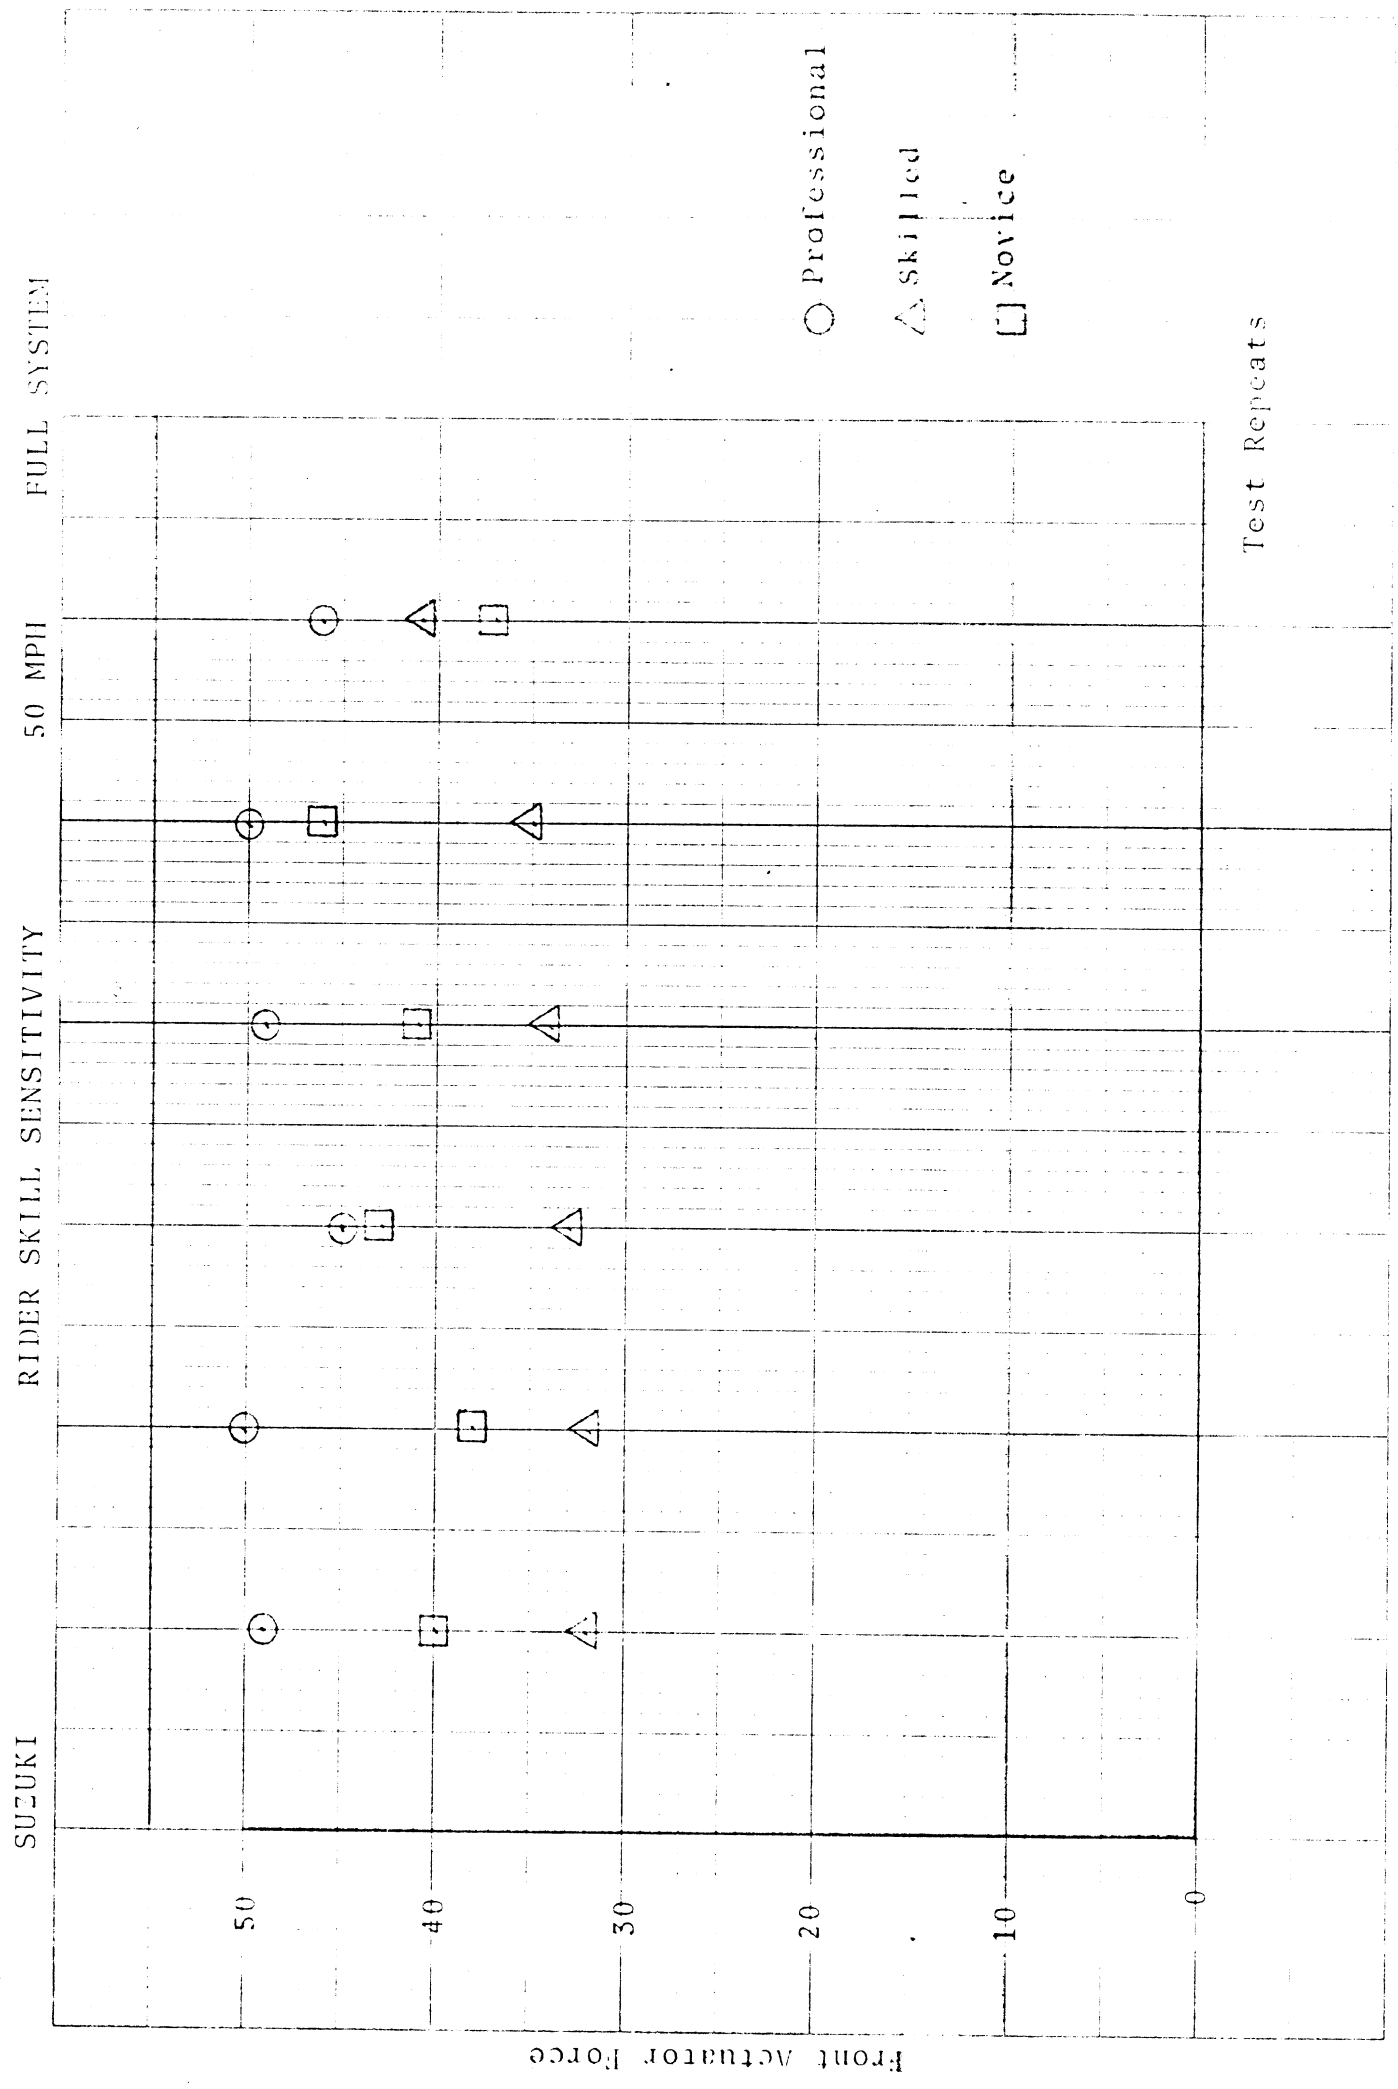 SUZUKI RIDER SKILL SENSITIVITY 50 MPH FULL SYSTEM
Front Actuator Force
50
40
30
20
10
0
Professional
Skilled
Novice
Test Repeats